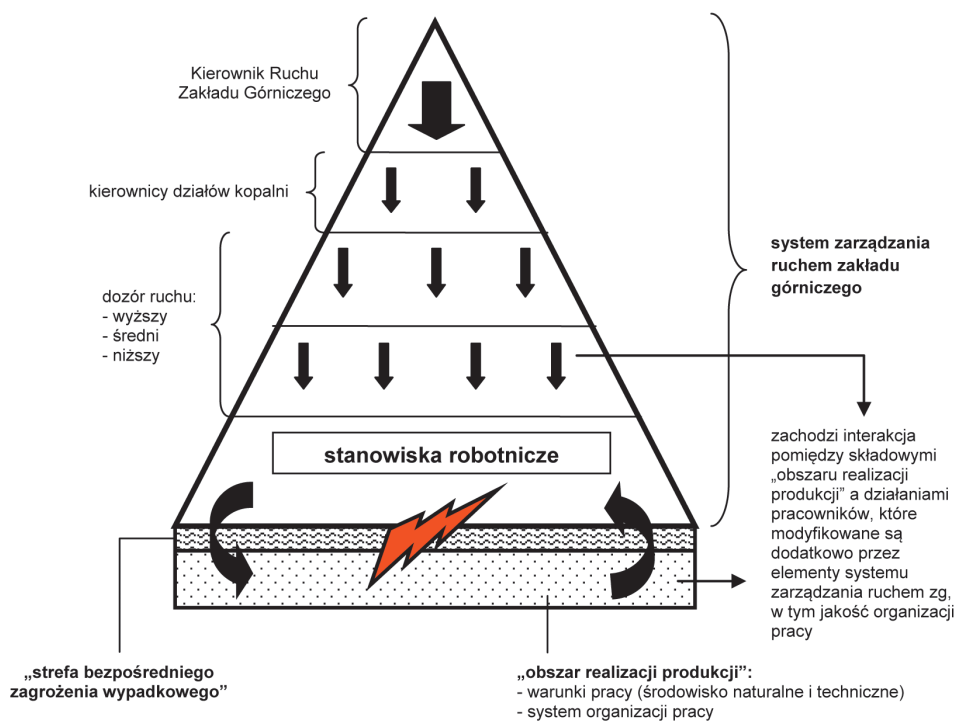 Kierownik Ruchu
Zakładu Górniczego
kierownicy działów kopalni
dozór ruchu:
- wyższy
- średni
- niższy
system zarządzania
ruchem zakładu
górniczego
stanowiska robotnicze
zachodzi interakcja
pomiędzy składowymi
„obszaru realizacji
produkcji” a działaniami
pracowników, które
modyfikowane są
dodatkowo przez
elementy systemu
zarządzania ruchem zg,
w tym jakość organizacji
pracy
„strefa bezpośredniego
zagrożenia wypadkowego”
„obszar realizacji produkcji”:
- warunki pracy (środowisko naturalne i techniczne)
- system organizacji pracy